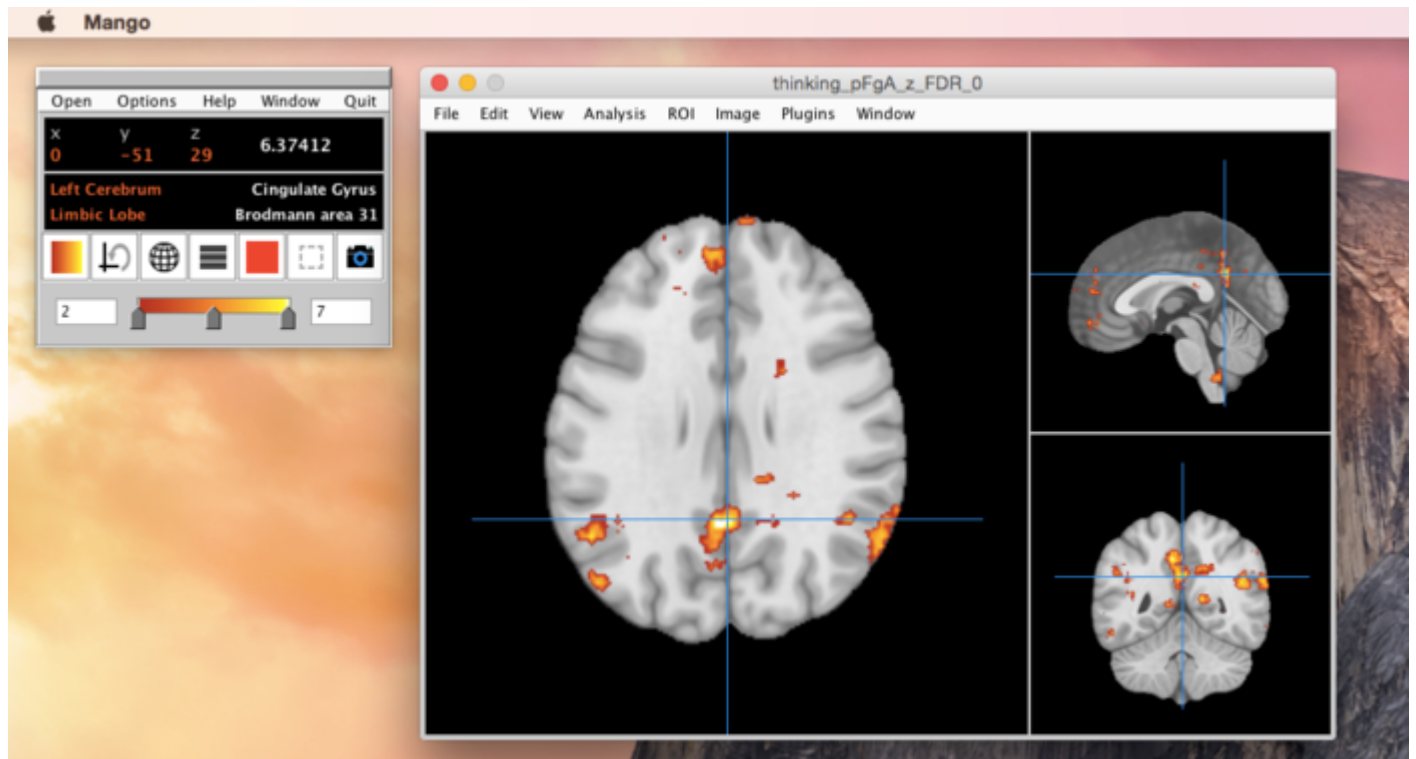 Mango
Open Options Help Window Quit
x y z 6.37412
0 -51 29
Left Cerebrum Cingulate Gyrus
Limbic Lobe Brodmann area 31
2 7
thinking_pFgA_z_FDR_0
File Edit View Analysis ROI Image Plugins Window